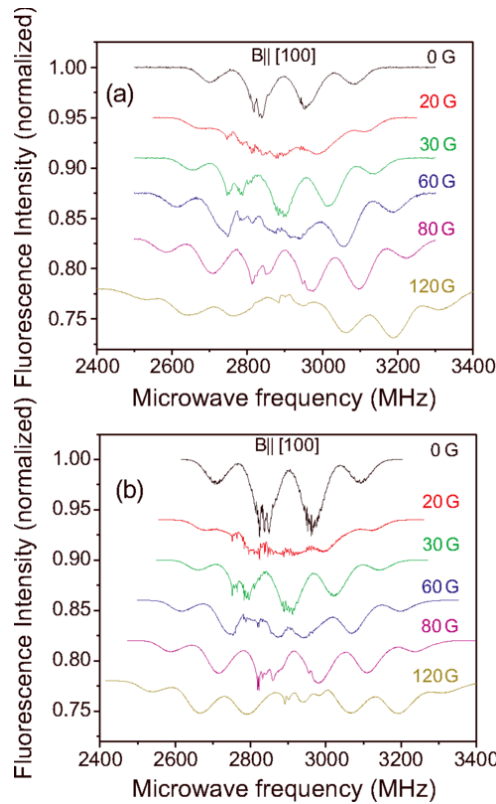 B|| [100]
0 G
(a)
20 G
30 G
60 G
80 G
120 G
1.00
0.95
0.90
0.85
0.80
0.75
Fluorescence Intensity (normalized)
2400 2600 2800 3000 3200 3400
Microwave frequency (MHz)
B|| [100]
0 G
(b)
20 G
30 G
60 G
80 G
120 G
1.00
0.95
0.90
0.85
0.80
0.75
Fluorescence Intensity (normalized)
2400 2600 2800 3000 3200 3400
Microwave frequency (MHz)